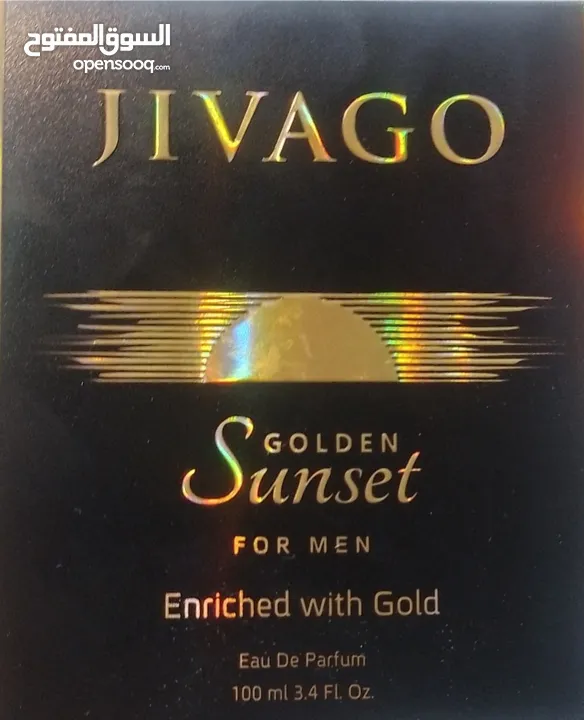 السوق المفتوح
opensooq.com
JIVAGO
GOLDEN
Sunset
FOR MEN
Enriched with Gold
Eau De Parfum
100 ml 3.4 Fl. Oz.